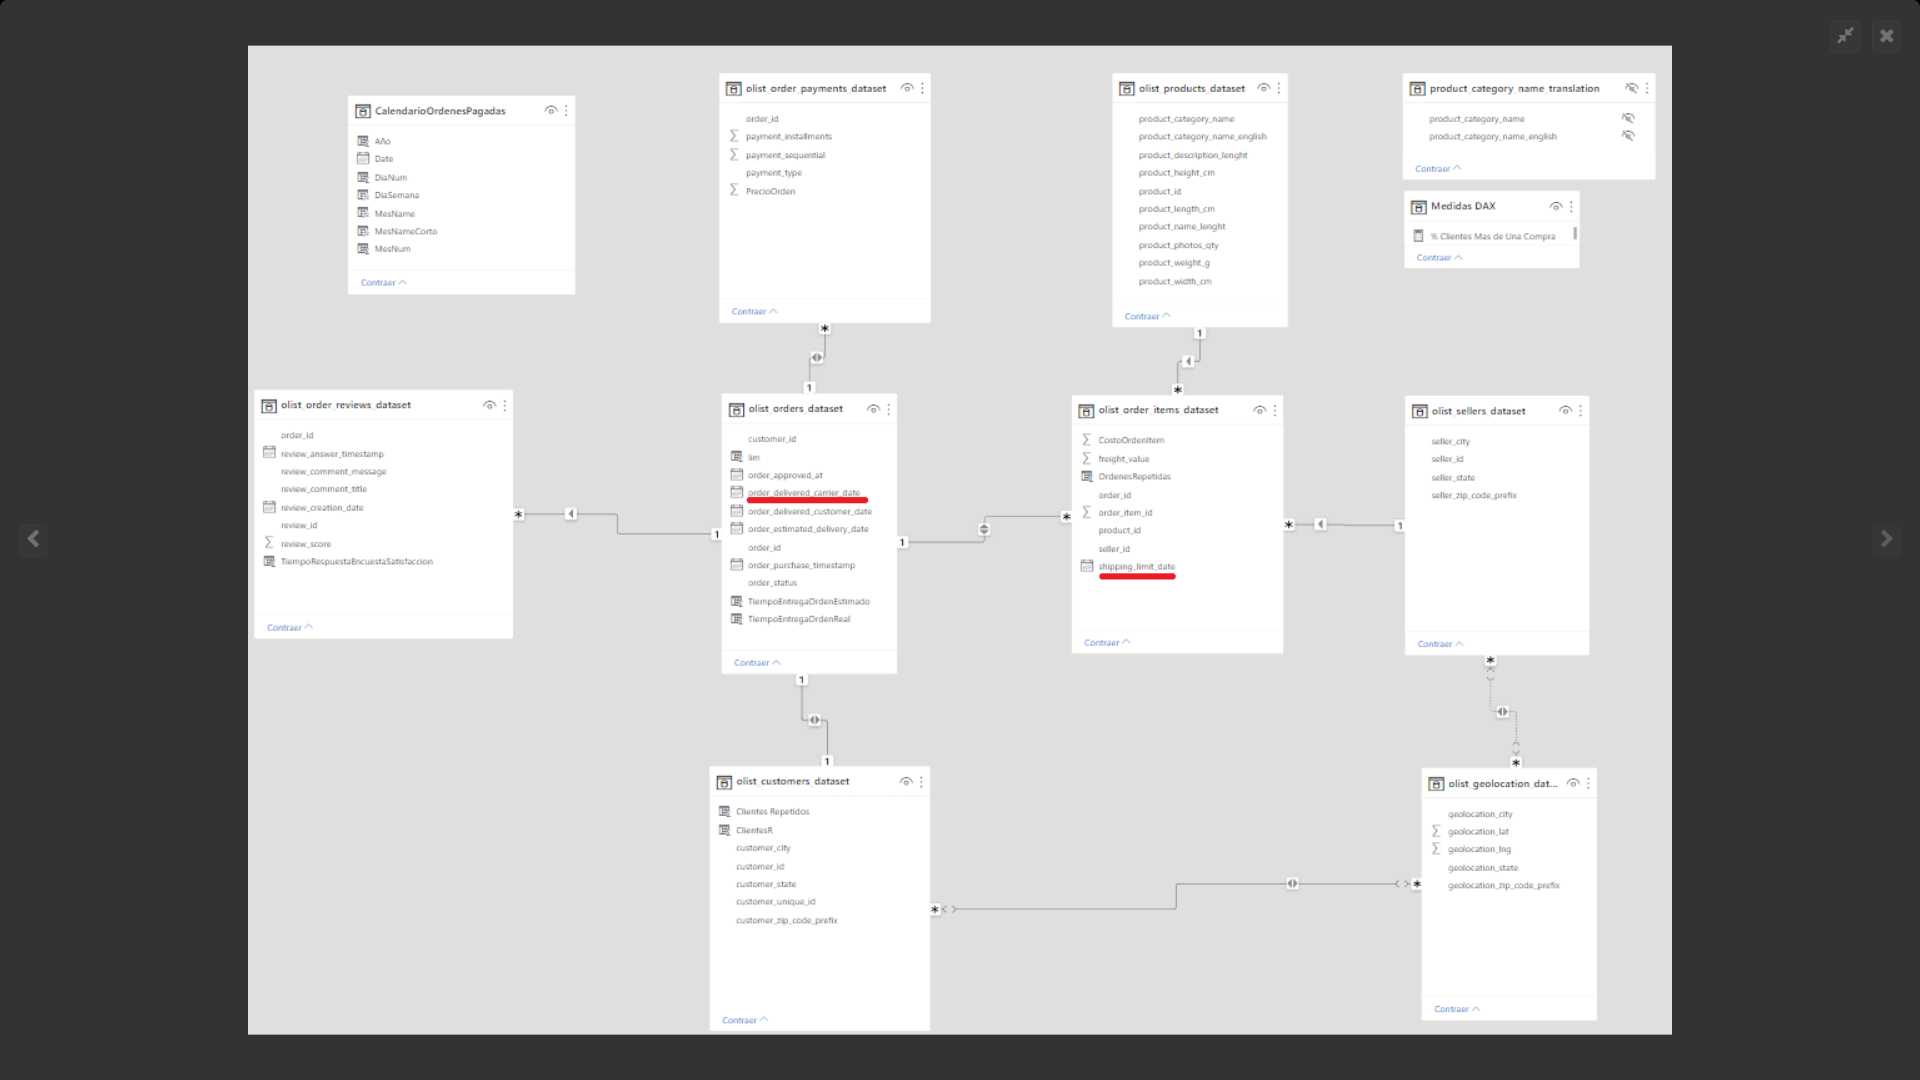 CalendarioOrdenesPagadas
Año
Date
DiaNum
DiaSemana
MesName
MesNameCorto
MesNum
Contraer
olist_order_payments_dataset
order_id
payment_installments
payment_sequential
payment_type
PrecioOrden
Contraer
olist_products_dataset
product_category_name
product_category_name_english
product_description_lenght
product_height_cm
product_id
product_length_cm
product_name_lenght
product_photos_qty
product_weight_g
product_width_cm
Contraer
product_category_name_translation
product_category_name
product_category_name_english
Contraer
Medidas DAX
% Clientes Mas de Una Compra
Contraer
* 
1
1
*
olist_order_reviews_dataset
order_id
review_answer_timestamp
review_comment_message
review_comment_title
review_creation_date
review_id
review_score
TiempoRespuestaEncuestaSatisfaccion
Contraer
*
1
olist_orders_dataset
customer_id
lim
order_approved_at
order_delivered_carrier_date
order_delivered_customer_date
order_estimated_delivery_date
order_id
order_purchase_timestamp
order_status
TiempoEntregaOrdenEstimado
TiempoEntregaOrdenReal
Contraer
1
*
olist_order_items_dataset
CostoOrdenItem
freight_value
OrdenesRepetidas
order_id
order_item_id
product_id
seller_id
shipping_limit_date
Contraer
*
1
olist_sellers_dataset
seller_city
seller_id
seller_state
seller_zip_code_prefix
Contraer
1
1
*
*
olist_customers_dataset
Clientes Repetidos
ClientesR
customer_city
customer_id
customer_state
customer_unique_id
customer_zip_code_prefix
Contraer
*
*
olist_geolocation_dat...
geolocation_city
geolocation_lat
geolocation_lng
geolocation_state
geolocation_zip_code_prefix
Contraer